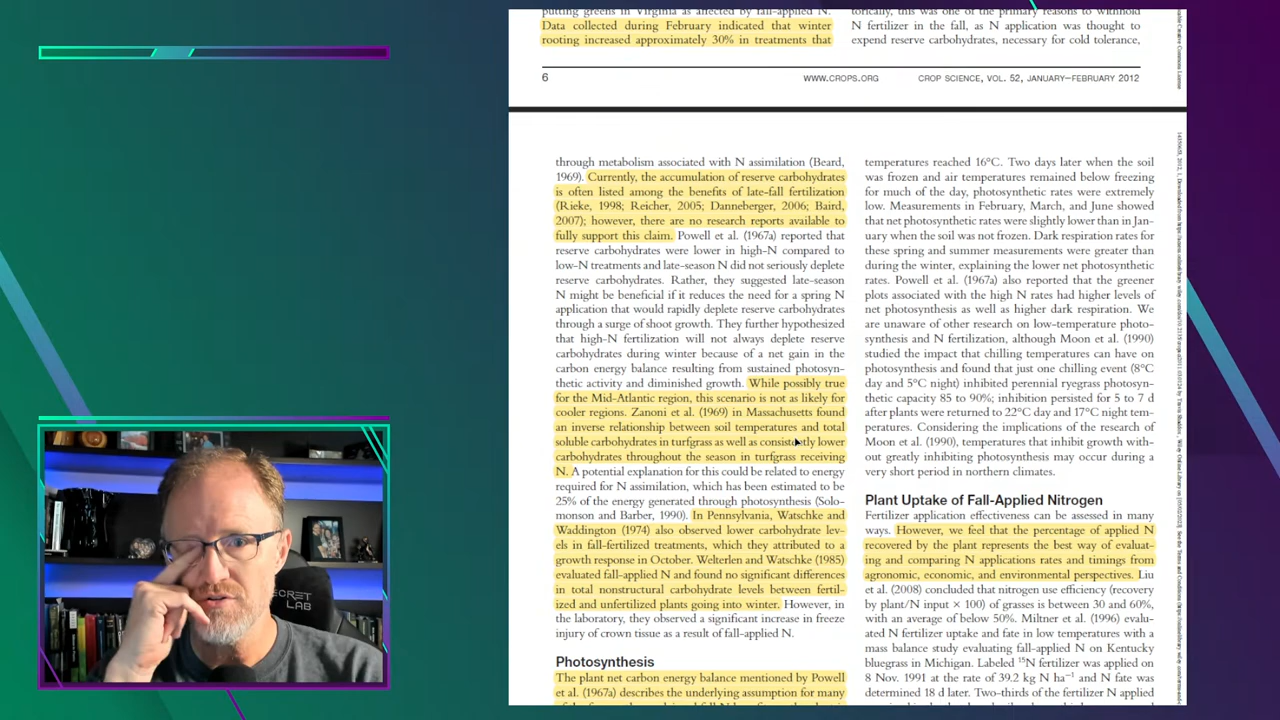 putting greens in Virginia as affected by fall-applied N.
Data collected during February indicated that winter
rooting increased approximately 30% in treatments that
torically, this was one of the primary reasons to withhold
N fertilizer in the fall, as N application was thought to
expend reserve carbohydrates, necessary for cold tolerance,
6
WWW.CROPS.ORG
CROP SCIENCE, VOL. 52, JANUARY–FEBRUARY 2012
through metabolism associated with N assimilation (Beard,
1969). Currently, the accumulation of reserve carbohydrates
is often listed among the benefits of late-fall fertilization
(Rieke, 1998; Reicher, 2005; Danneberger, 2006; Baird,
2007); however, there are no research reports available to
fully support this claim. Powell et al. (1967a) reported that
reserve carbohydrates were lower in high-N compared to
low-N treatments and late-season N did not seriously deplete
reserve carbohydrates. Rather, they suggested late-season
N might be beneficial if it reduces the need for a spring N
application that would rapidly deplete reserve carbohydrates
through a surge of shoot growth. They further hypothesized
that high-N fertilization will not always deplete reserve
carbohydrates during winter because of a net gain in the
carbon energy balance resulting from sustained photosyn-
thetic activity and diminished growth. While possibly true
for the Mid-Atlantic region, this scenario is not as likely for
cooler regions. Zanoni et al. (1969) in Massachusetts found
an inverse relationship between soil temperatures and total
soluble carbohydrates in turfgrass as well as consistently lower
carbohydrates throughout the season in turfgrass receiving
N. A potential explanation for this could be related to energy
required for N assimilation, which has been estimated to be
25% of the energy generated through photosynthesis (Solo-
monson and Barber, 1990). In Pennsylvania, Watschke and
Waddington (1974) also observed lower carbohydrate lev-
els in fall-fertilized treatments, which they attributed to a
growth response in October. Welterlen and Watschke (1985)
evaluated fall-applied N and found no significant differences
in total nonstructural carbohydrate levels between fertil-
ized and unfertilized plants going into winter. However, in
the laboratory, they observed a significant increase in freeze
injury of crown tissue as a result of fall-applied N.
Photosynthesis
The plant net carbon energy balance mentioned by Powell
et al. (1967a) describes the underlying assumption for many
temperatures reached 16°C. Two days later when the soil
was frozen and air temperatures remained below freezing
for much of the day, photosynthetic rates were extremely
low. Measurements in February, March, and June showed
that net photosynthetic rates were slightly lower than in Jan-
uary when the soil was not frozen. Dark respiration rates for
these spring and summer measurements were greater than
during the winter, explaining the lower net photosynthetic
rates. Powell et al. (1967a) also reported that the greener
plots associated with the high N rates had higher levels of
net photosynthesis as well as higher dark respiration. We
are unaware of other research on low-temperature photo-
synthesis and N fertilization, although Moon et al. (1990)
studied the impact that chilling temperatures can have on
photosynthesis and found that just one chilling event (8°C
day and 5°C night) inhibited perennial ryegrass photosyn-
thetic capacity 85 to 90%; inhibition persisted for 5 to 7 d
after plants were returned to 22°C day and 17°C night tem-
peratures. Considering the implications of the research of
Moon et al. (1990), temperatures that inhibit growth with-
out greatly inhibiting photosynthesis may occur during a
very short period in northern climates.
Plant Uptake of Fall-Applied Nitrogen
Fertilizer application effectiveness can be assessed in many
ways. However, we feel that the percentage of applied N
recovered by the plant represents the best way of evaluat-
ing and comparing N applications rates and timings from
agronomic, economic, and environmental perspectives. Liu
et al. (2008) concluded that nitrogen use efficiency (recovery
by plant/N input × 100) of grasses is between 30 and 60%,
with an average of below 50%. Miltner et al. (1996) evalu-
ated N fertilizer uptake and fate in low temperatures with a
mass balance study evaluating fall-applied N on Kentucky
bluegrass in Michigan. Labeled ¹⁵N fertilizer was applied on
8 Nov. 1991 at the rate of 39.2 kg N ha⁻¹ and N fate was
determined 18 d later. Two-thirds of the fertilizer N applied
SECRET
LAB